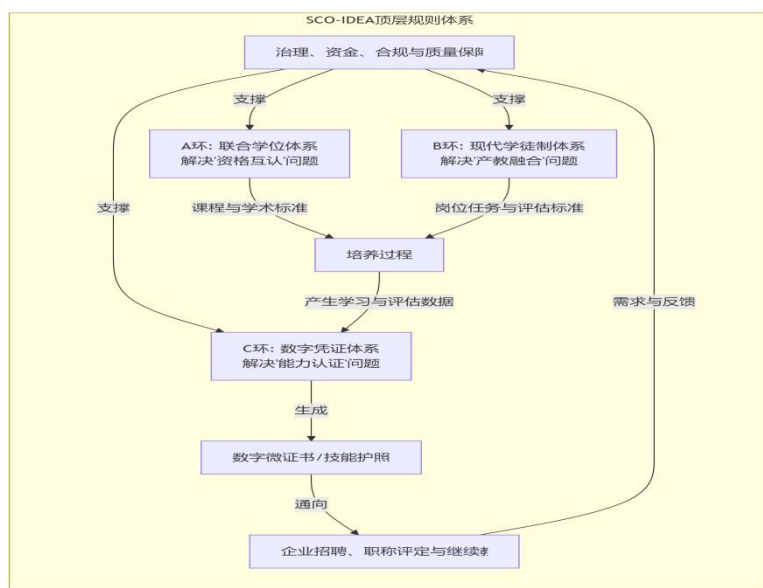 SCO-IDEA顶层规则体系
治理、资金、合规与质量保障
支撑
支撑
A环: 联合学位体系
解决'资格互认'问题
B环: 现代学徒制体系
解决'产教融合'问题
支撑
课程与学术标准
岗位任务与评估标准
培养过程
需求与反馈
产生学习与评估数据
C环: 数字凭证体系
解决'能力认证'问题
生成
数字微证书/技能护照
通向
企业招聘、职称评定与继续